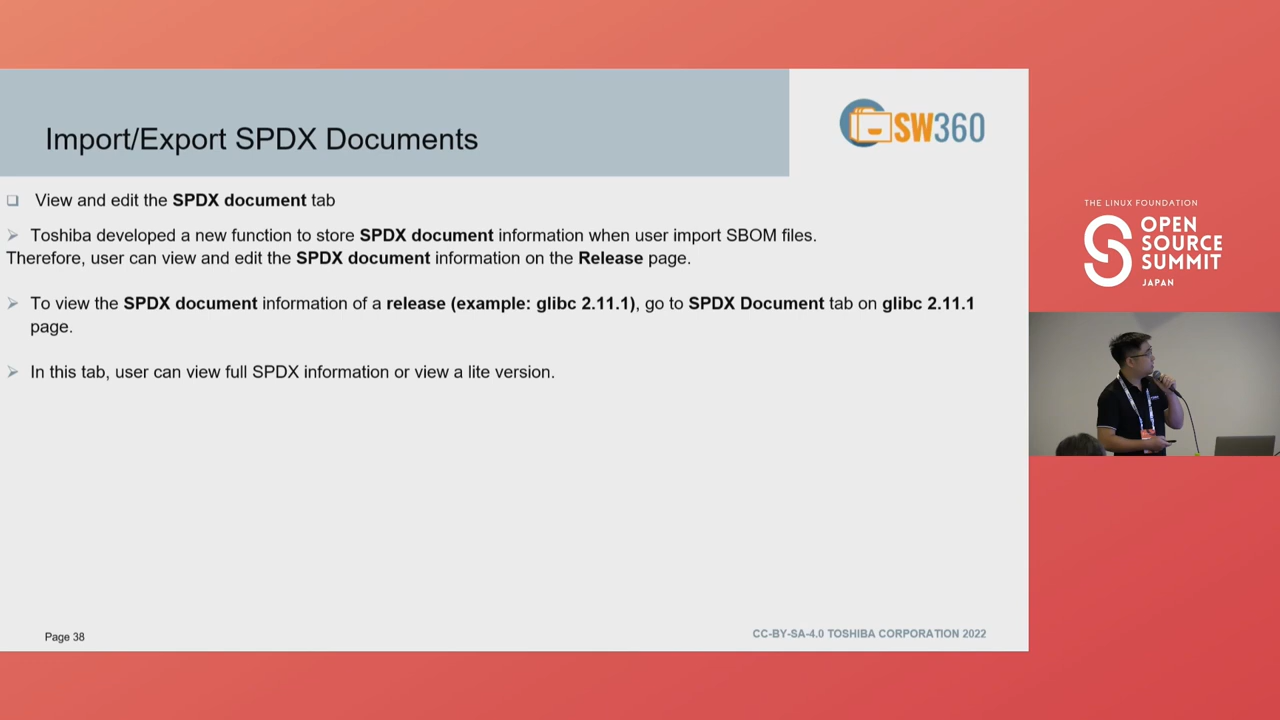 Import/Export SPDX Documents
SW360
View and edit the SPDX document tab
Toshiba developed a new function to store SPDX document information when user import SBOM files.
Therefore, user can view and edit the SPDX document information on the Release page.
To view the SPDX document information of a release (example: glibc 2.11.1), go to SPDX Document tab on glibc 2.11.1
page.
In this tab, user can view full SPDX information or view a lite version.
Page 38
CC-BY-SA-4.0 TOSHIBA CORPORATION 2022
THE LINUX FOUNDATION
OPEN
SOURCE
SUMMIT
JAPAN